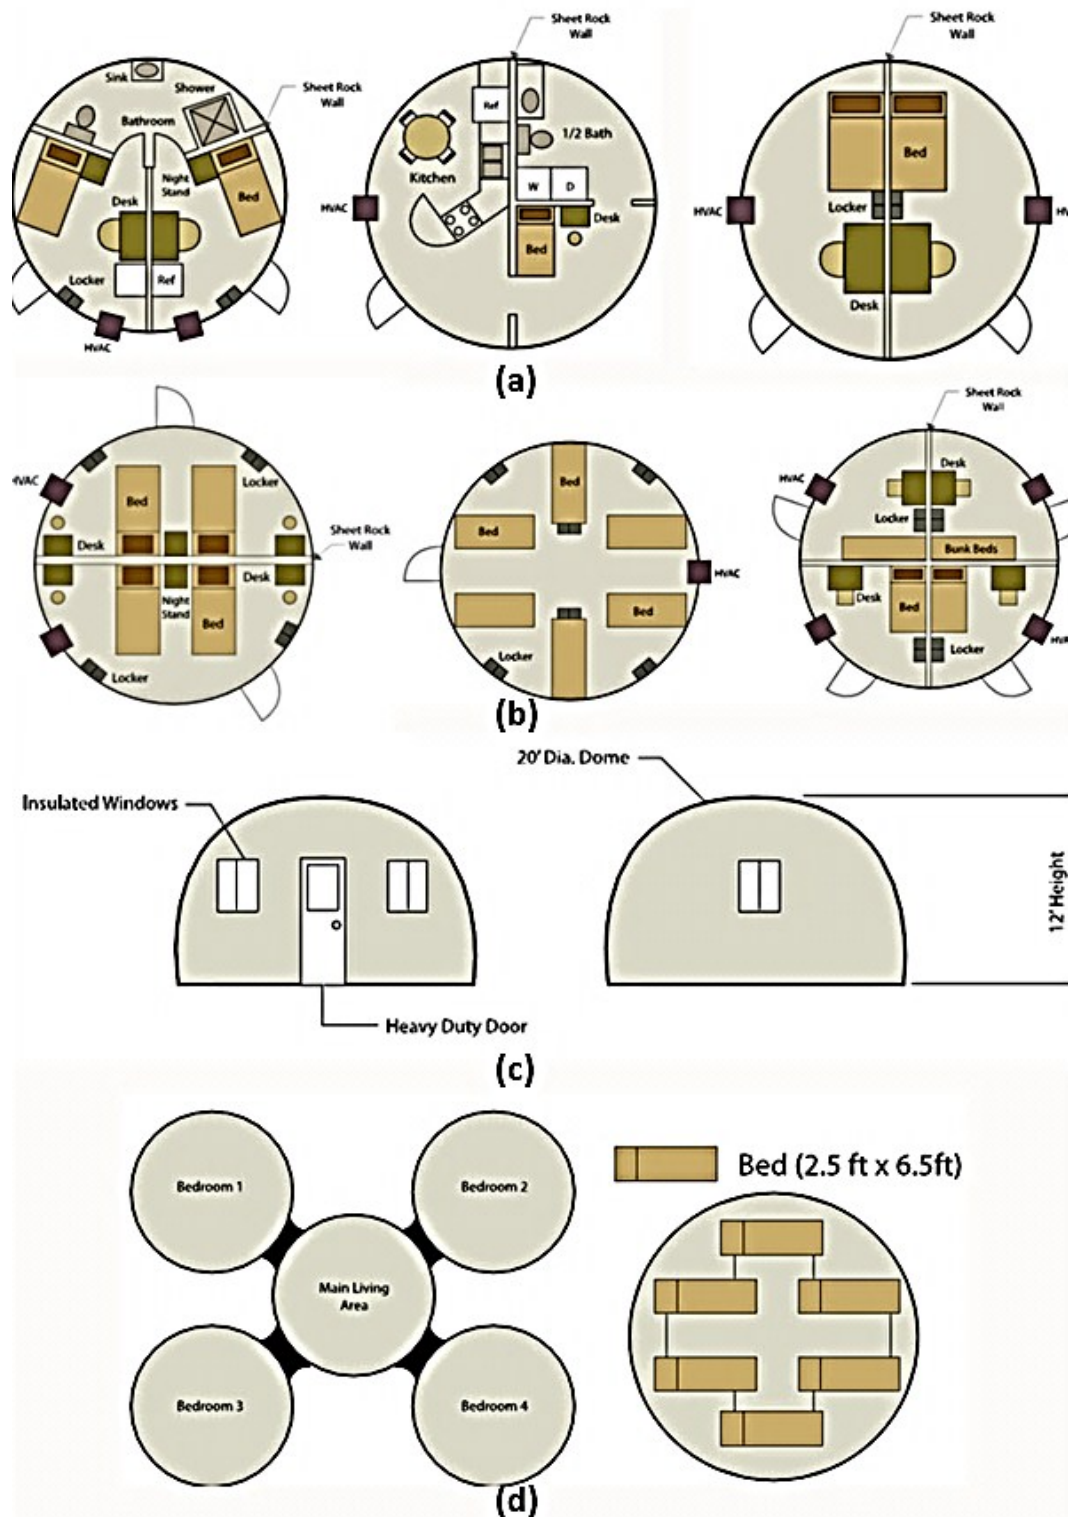 Sheet Rock
Wall
Sink
Shower
Bathroom
Sheet Rock
Wall
Night
Stand
Bed
Desk
Locker
Ref
HVAC
Sheet Rock
Wall
Ref
1/2 Bath
Kitchen
W
D
HVAC
Desk
Bed
Sheet Rock
Wall
Bed
HVAC
Locker
Desk
(a)
HVAC
Bed
Locker
Desk
Sheet Rock
Wall
Desk
Night
Stand
Bed
Locker
Bed
Bed
HVAC
Bed
Locker
Sheet Rock
Wall
HVAC
Desk
Locker
Bunk Beds
Desk
Bed
Locker
(b)
20' Dia. Dome
Insulated Windows
12' Height
Heavy Duty Door
(c)
Bedroom 1
Bedroom 2
Main Living
Area
Bedroom 3
Bedroom 4
Bed (2.5 ft x 6.5ft)
(d)